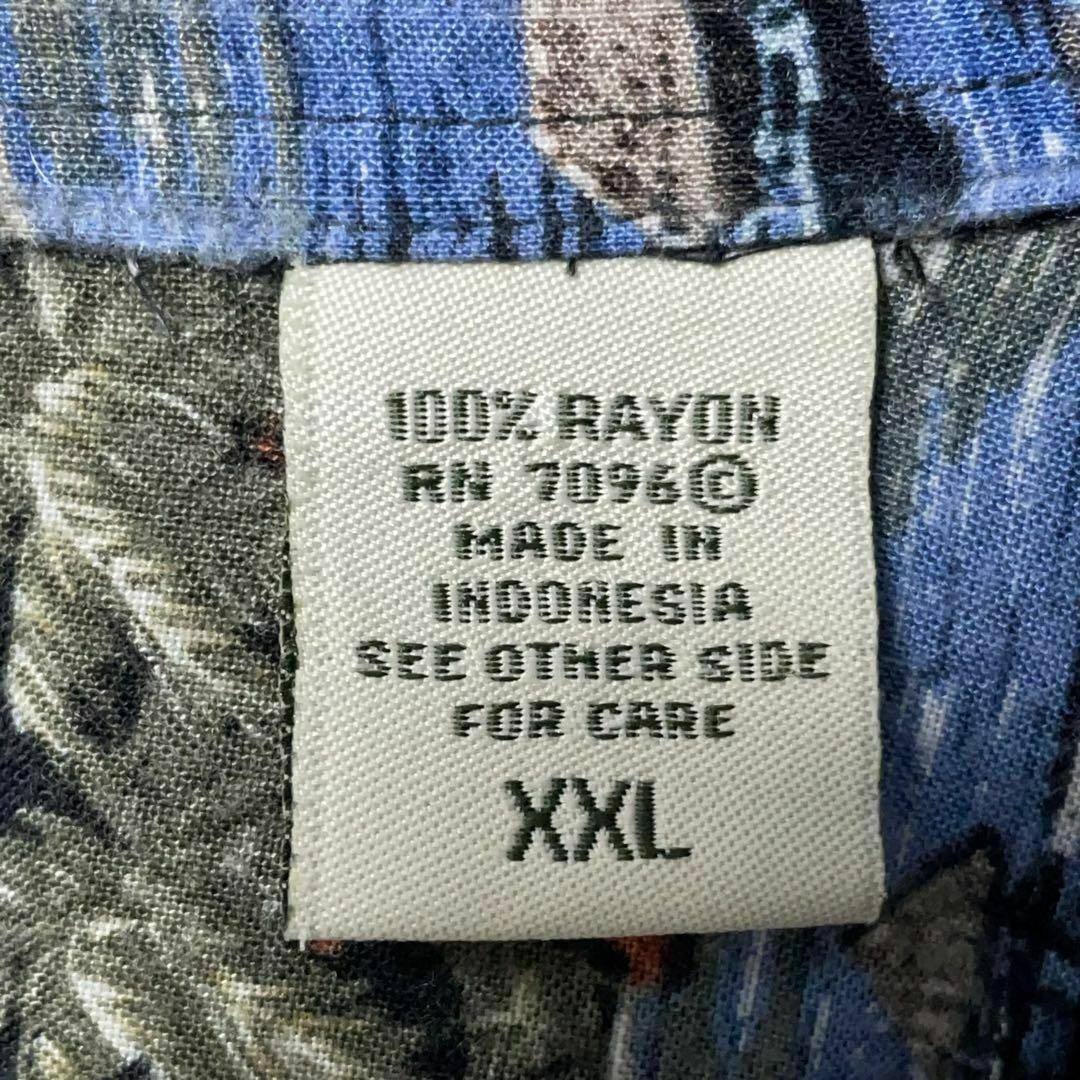 100% RAYON
RN 7096©
MADE IN
INDONESIA
SEE OTHER SIDE
FOR CARE
XXL